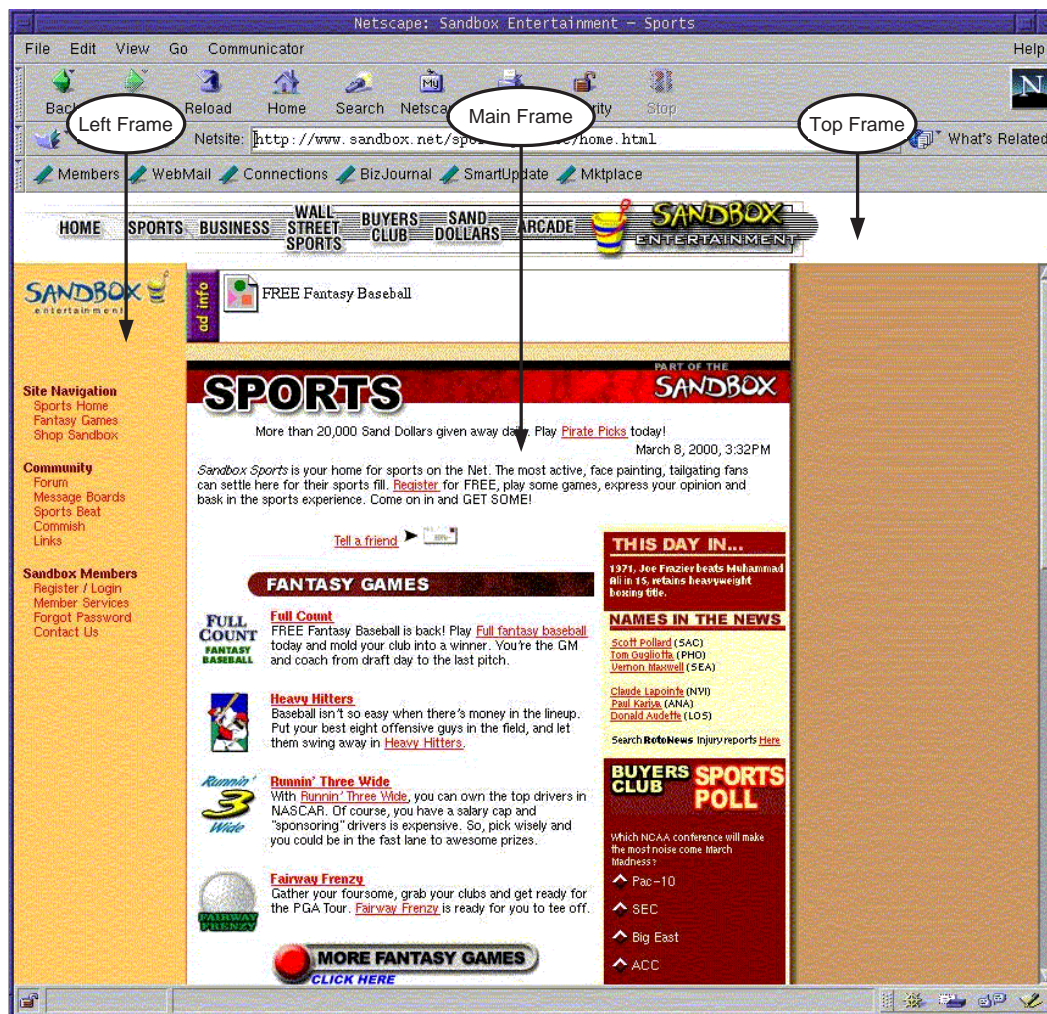 Netscape: Sandbox Entertainment – Sports
File Edit View Go Communicator Help
Reload Home Search Stop
N
Left Frame
Main Frame
Top Frame
Netsite: http://www.sandbox.net/ /home.html What's Related
Members WebMail Connections BizJournal SmartUpdate Mktplace
HOME SPORTS BUSINESS WALL STREET SPORTS BUYERS CLUB SAND DOLLARS ARCADE SANDBOX ENTERTAINMENT
SANDBOX
entertainment
Site Navigation
Sports Home
Fantasy Games
Shop Sandbox
Community
Forum
Message Boards
Sports Beat
Commish
Links
Sandbox Members
Register / Login
Member Services
Forgot Password
Contact Us
ad info
FREE Fantasy Baseball
SPORTS
PART OF THE
SANDBOX
More than 20,000 Sand Dollars given away daily. Play Pirate Picks today!
March 8, 2000, 3:32PM
Sandbox Sports is your home for sports on the Net. The most active, face painting, tailgating fans
can settle here for their sports fill. Register for FREE, play some games, express your opinion and
bask in the sports experience. Come on in and GET SOME!
Tell a friend
FANTASY GAMES
FULL
COUNT
FANTASY
BASEBALL
Full Count
FREE Fantasy Baseball is back! Play Full fantasy baseball
today and mold your club into a winner. You're the GM
and coach from draft day to the last pitch.
Heavy Hitters
Baseball isn't so easy when there's money in the lineup.
Put your best eight offensive guys in the field, and let
them swing away in Heavy Hitters.
Runnin'
3
Wide
Runnin' Three Wide
With Runnin' Three Wide, you can own the top drivers in
NASCAR. Of course, you have a salary cap and
"sponsoring" drivers is expensive. So, pick wisely and
you could be in the fast lane to awesome prizes.
FAIRWAY
FRENZY
Fairway Frenzy
Gather your foursome, grab your clubs and get ready for
the PGA Tour. Fairway Frenzy is ready for you to tee off.
MORE FANTASY GAMES
CLICK HERE
THIS DAY IN...
1971, Joe Frazier beats Muhammad
Ali in 15, retains heavyweight
boxing title.
NAMES IN THE NEWS
Scott Pollard (SAC)
Tom Gugliotta (PHO)
Vernon Maxwell (SEA)
Claude Lapointe (NYI)
Paul Kariya (ANA)
Donald Audette (LOS)
Search RotoNews Injury reports Here
BUYERS
CLUB
SPORTS
POLL
Which NCAA conference will make
the most noise come March
Madness?
Pac-10
SEC
Big East
ACC